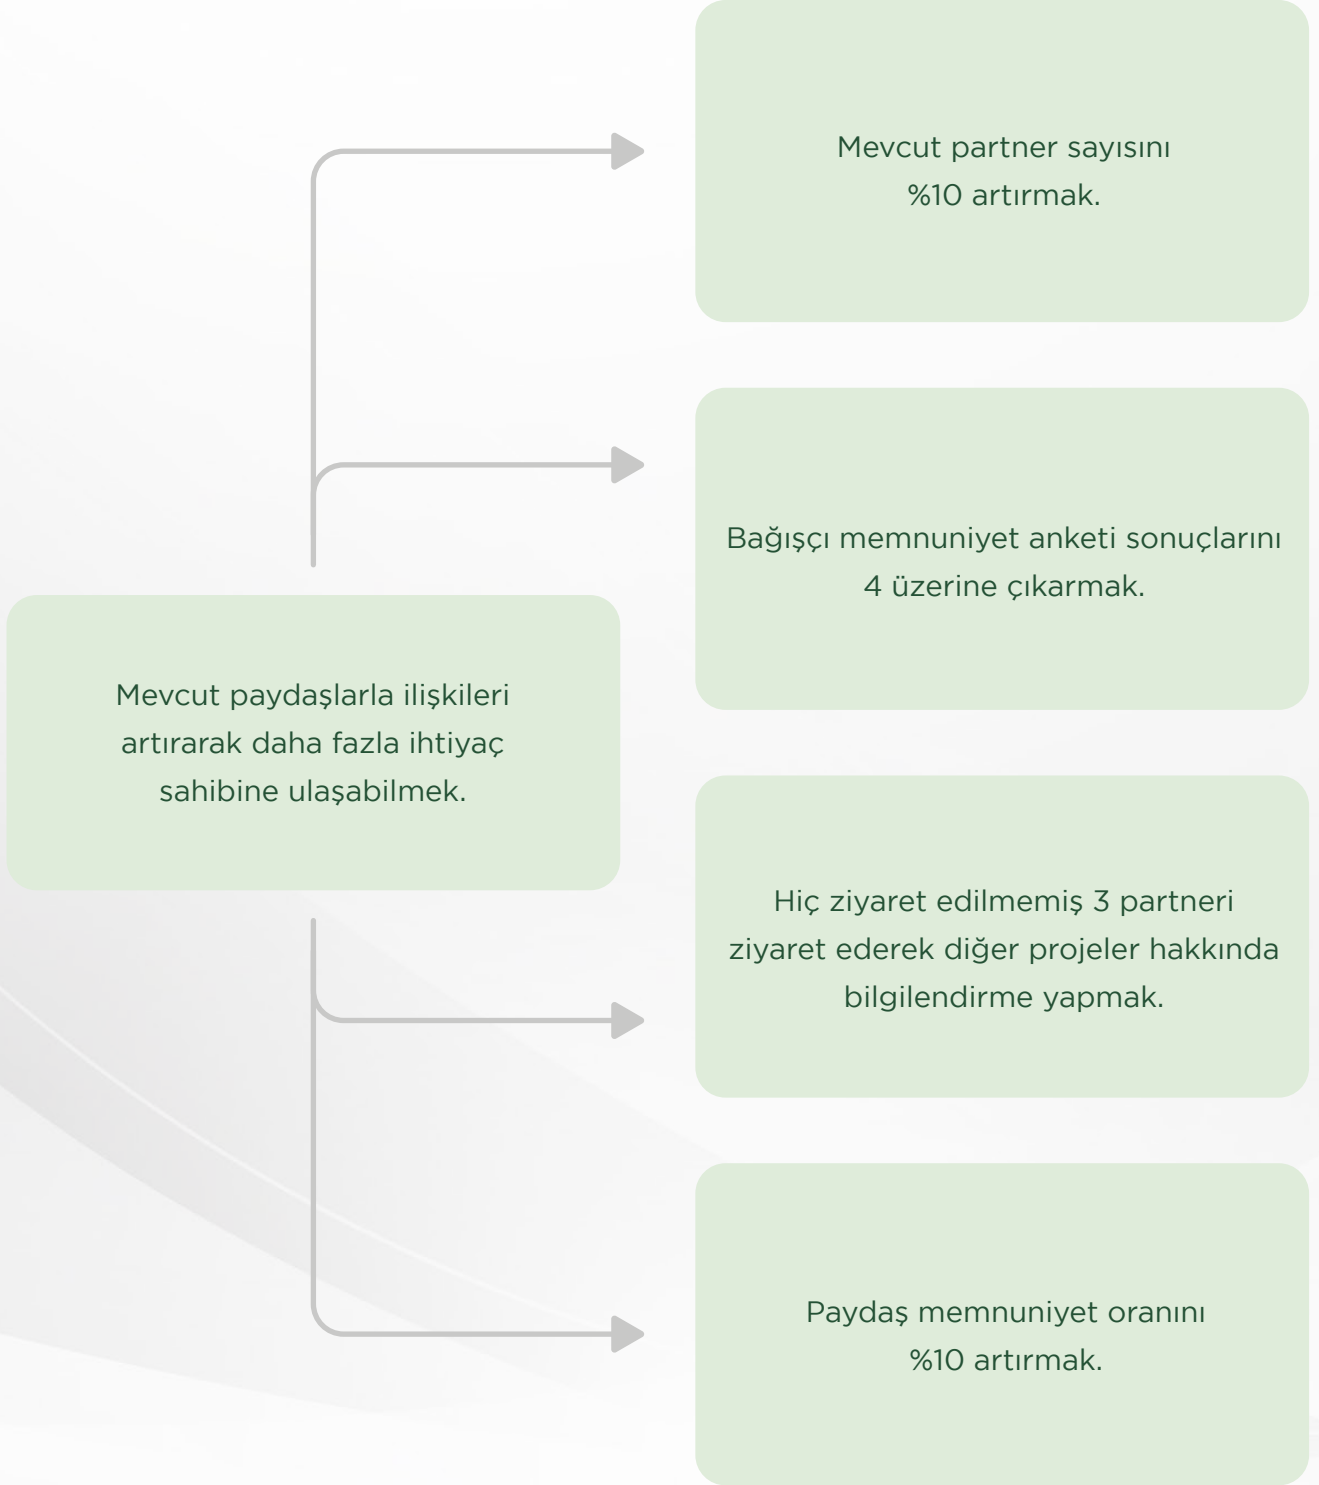 Mevcut paydaşlarla ilişkileri
artırarak daha fazla ihtiyaç
sahibine ulaşabilmek.
Mevcut partner sayısını
%10 artırmak.
Bağışçı memnuniyet anketi sonuçlarını
4 üzerine çıkarmak.
Hiç ziyaret edilmemiş 3 partneri
ziyaret ederek diğer projeler hakkında
bilgilendirme yapmak.
Paydaş memnuniyet oranını
%10 artırmak.